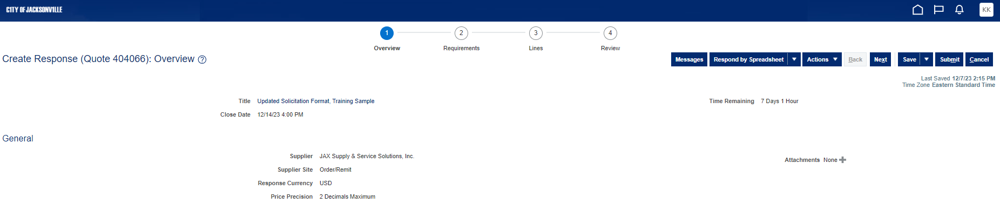 C1TY OF JACKSONV1LLE
KK
1 2 3 4
Overview Requirements Lines Review
Create Response (Quote 404066): Overview ?
Messages Respond by Spreadsheet Actions Back Next Save Submit Cancel
Last Saved 12/7/23 2:15 PM
Time Zone Eastern Standard Time
Title Updated Solicitation Format, Training Sample
Time Remaining 7 Days 1 Hour
Close Date 12/14/23 4:00 PM
General
Supplier JAX Supply & Service Solutions, Inc.
Attachments None
Supplier Site Order/Remit
Response Currency USD
Price Precision 2 Decimals Maximum